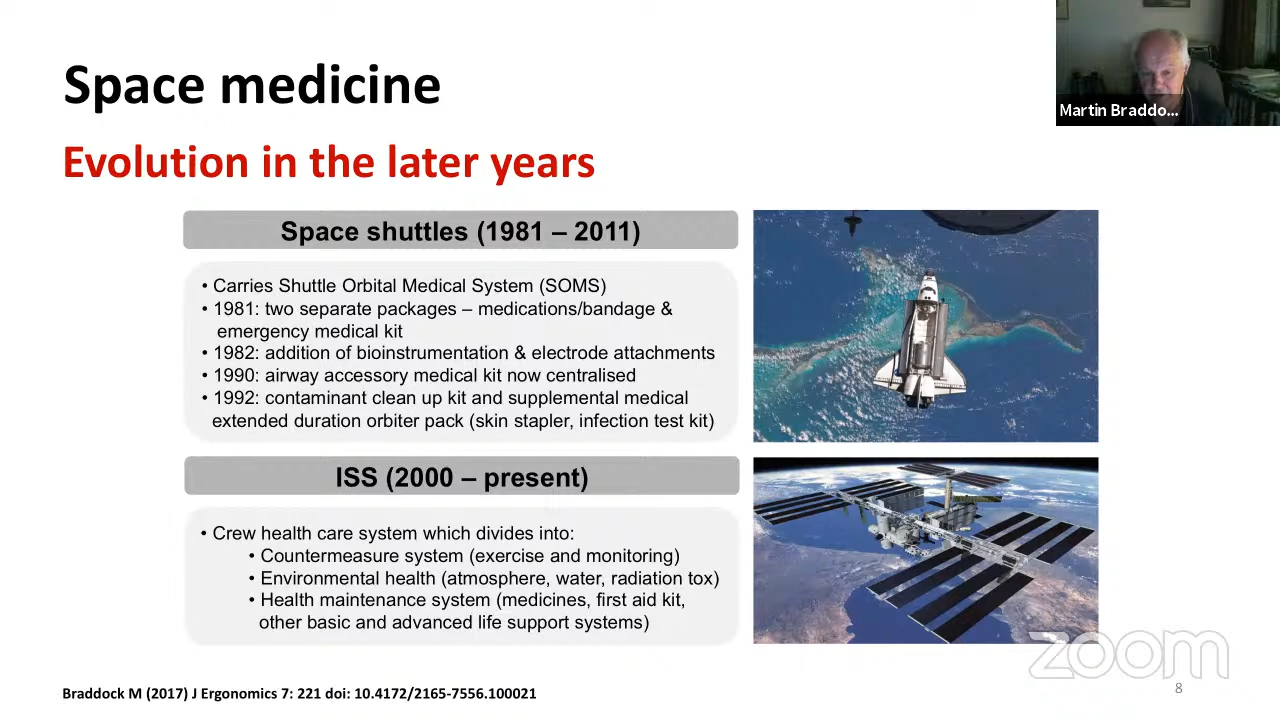 Space medicine
Martin Braddo...
Evolution in the later years
Space shuttles (1981 – 2011)
• Carries Shuttle Orbital Medical System (SOMS)
• 1981: two separate packages – medications/bandage &
emergency medical kit
• 1982: addition of bioinstrumentation & electrode attachments
• 1990: airway accessory medical kit now centralised
• 1992: contaminant clean up kit and supplemental medical
extended duration orbiter pack (skin stapler, infection test kit)
ISS (2000 – present)
• Crew health care system which divides into:
• Countermeasure system (exercise and monitoring)
• Environmental health (atmosphere, water, radiation tox)
• Health maintenance system (medicines, first aid kit,
other basic and advanced life support systems)
zoom
Braddock M (2017) J Ergonomics 7: 221 doi: 10.4172/2165-7556.100021
8